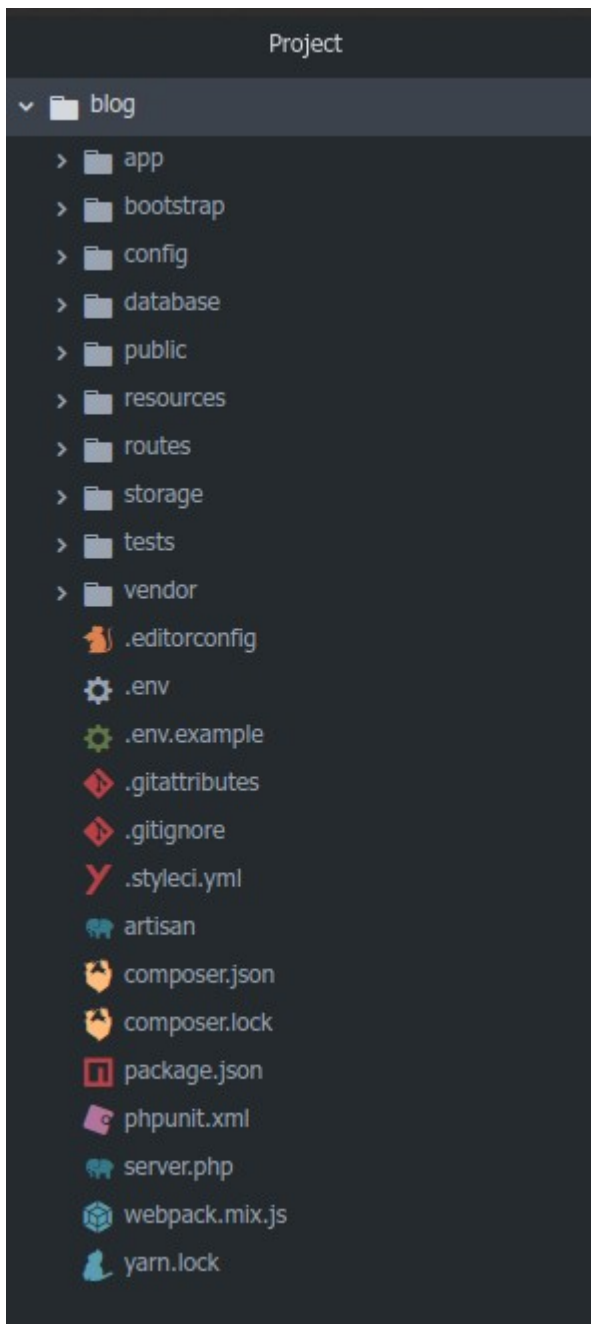 Project
blog
app
bootstrap
config
database
public
resources
routes
storage
tests
vendor
.editorconfig
.env
.env.example
.gitattributes
.gitignore
.styleci.yml
artisan
composer.json
composer.lock
package.json
phpunit.xml
server.php
webpack.mix.js
yarn.lock